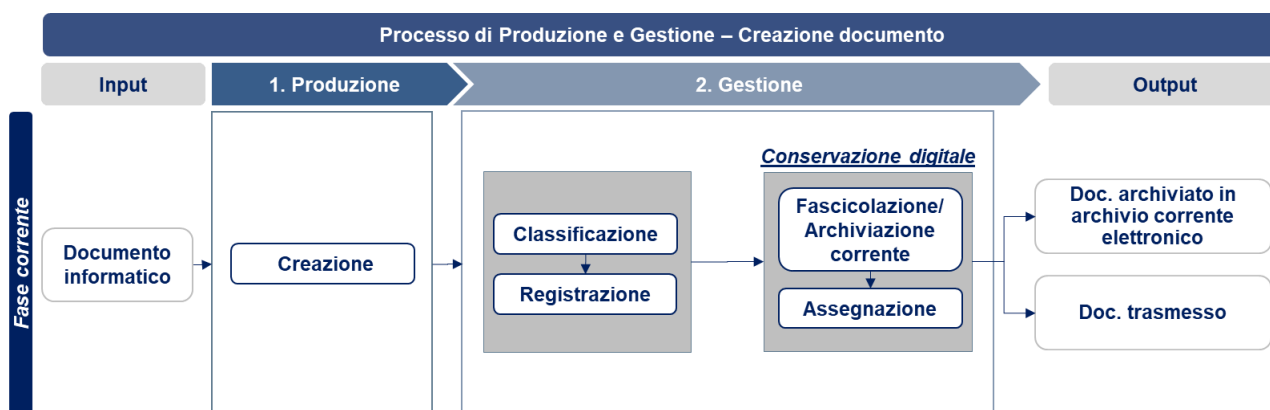 Processo di Produzione e Gestione – Creazione documento
Input
1. Produzione
2. Gestione
Output
Fase corrente
Documento
informatico
Creazione
Classificazione
Registrazione
Conservazione digitale
Fascicolazione/
Archiviazione
corrente
Assegnazione
Doc. archiviato in
archivio corrente
elettronico
Doc. trasmesso